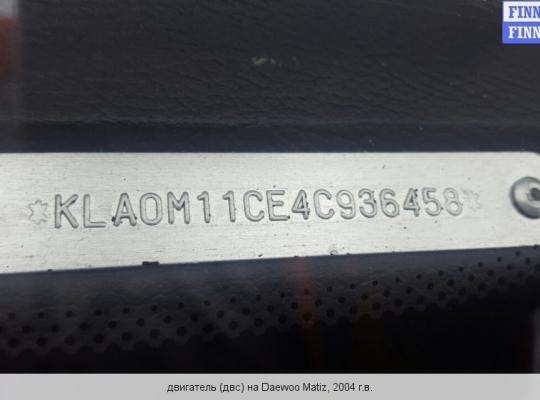 FINN
FINN
*KLA0M11CE4C936458*
двигатель (двс) на Daewoo Matiz, 2004 г.в.